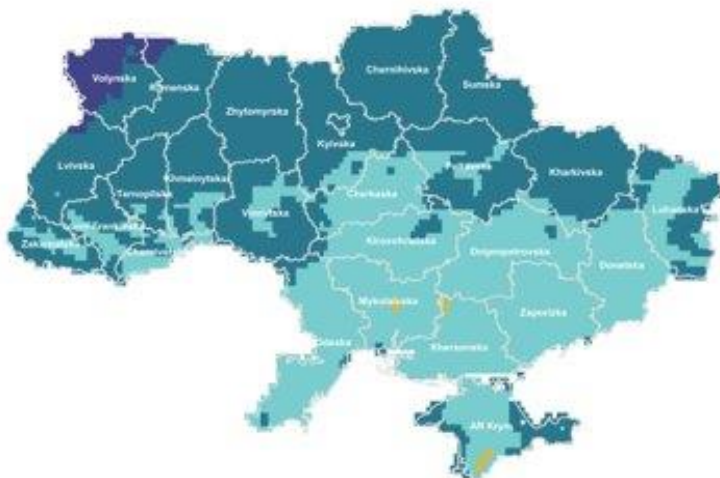 Volynska
Rivnenska
Zhytomyrska
Chernihivska
Sumska
Kyivska
Lvivska
Ternopilska
Khmelnytska
Vinnytska
Cherkaska
Poltavska
Kharkivska
Luhanska
Zakarpatska
Kirovohradska
Dnipropetrovska
Donetska
Mykolaivska
Zaporizka
Odeska
Khersonska
AR Krym